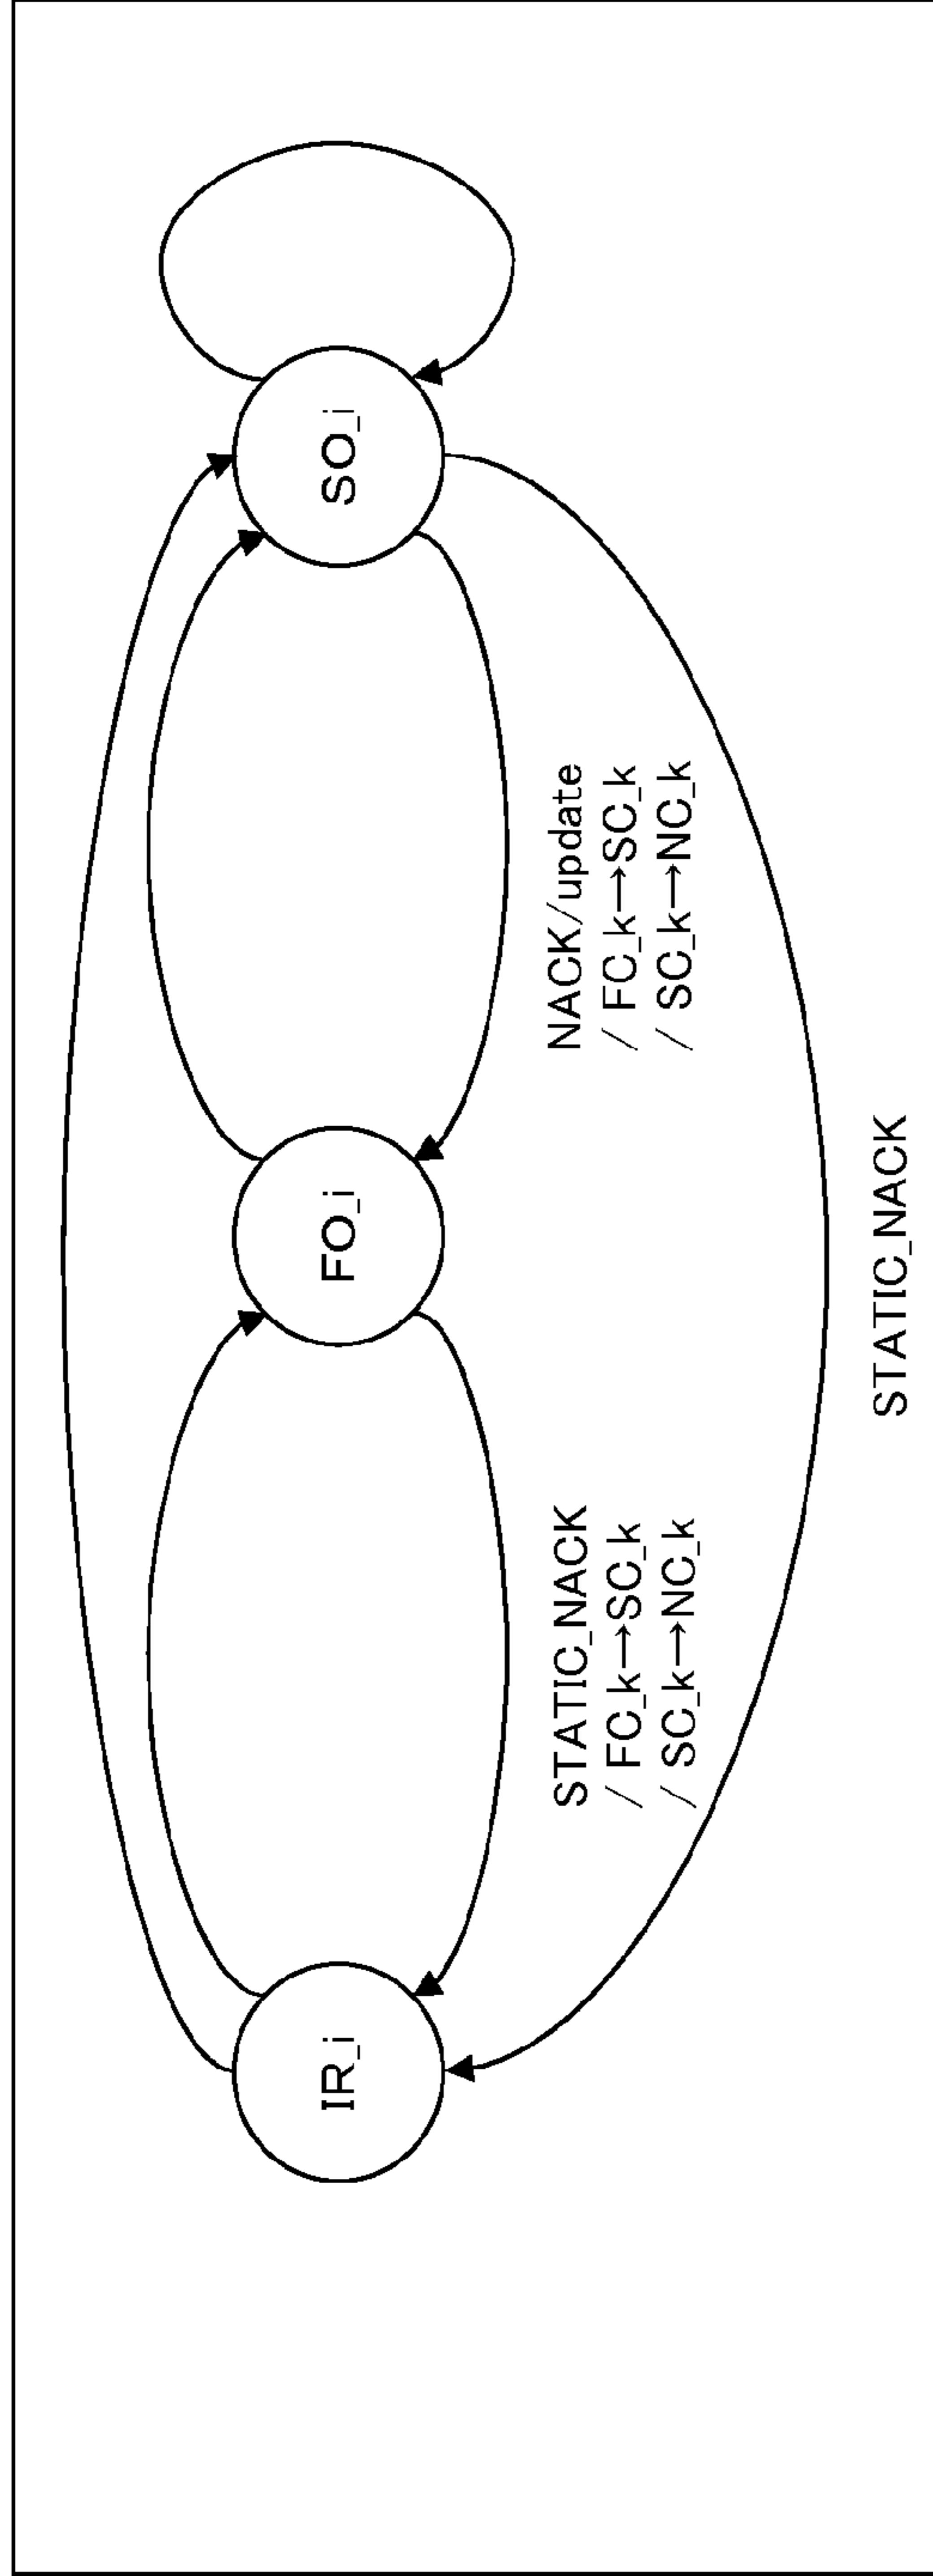 IR_i
FO_i
SO_i
STATIC_NACK
/ FC_k→SC_k
/ SC_k→NC_k
NACK/update
/ FC_k→SC_k
/ SC_k→NC_k
STATIC_NACK